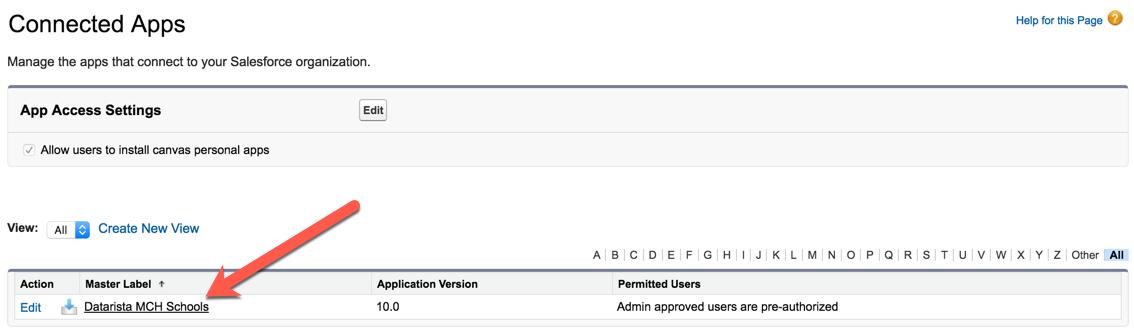 Connected Apps
Help for this Page ?
Manage the apps that connect to your Salesforce organization.
App Access Settings Edit
Allow users to install canvas personal apps
View: All Create New View
A | B | C | D | E | F | G | H | I | J | K | L | M | N | O | P | Q | R | S | T | U | V | W | X | Y | Z | Other All
Action Master Label ↑ Application Version Permitted Users
Edit Datarista MCH Schools 10.0 Admin approved users are pre-authorized